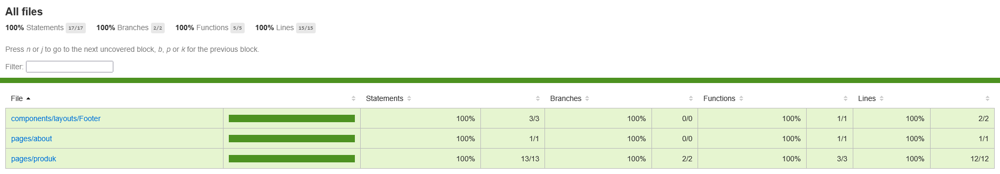 All files
100% Statements 17/17 100% Branches 2/2 100% Functions 5/5 100% Lines 15/15
Press n or j to go to the next uncovered block, b, p or k for the previous block.
Filter:
File Statements Branches Functions Lines
components/layouts/Footer 100% 3/3 100% 0/0 100% 1/1 100% 2/2
pages/about 100% 1/1 100% 0/0 100% 1/1 100% 1/1
pages/produk 100% 13/13 100% 2/2 100% 3/3 100% 12/12